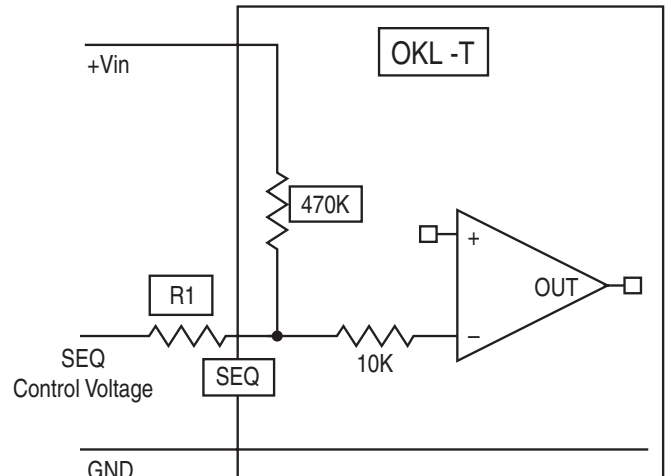 +Vin
OKL -T
470K
+
OUT
R1
−
10K
SEQ
Control Voltage
SEQ
GND